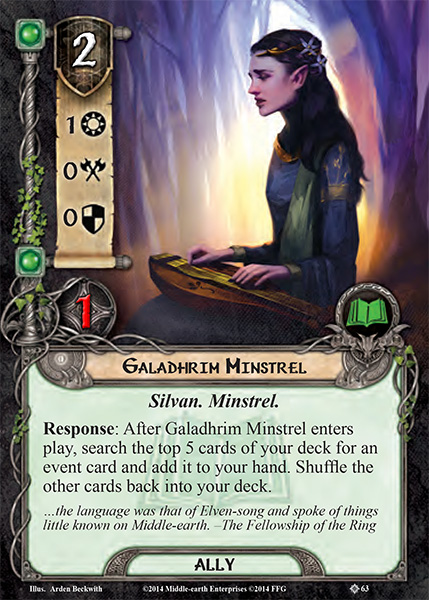 2
1
0
0
1
Galadhrim Minstrel
Silvan. Minstrel.
Response: After Galadhrim Minstrel enters
play, search the top 5 cards of your deck for an
event card and add it to your hand. Shuffle the
other cards back into your deck.
...the language was that of Elven-song and spoke of things
little known on Middle-earth. –The Fellowship of the Ring
ALLY
Illus. Arden Beckwith ©2014 Middle-earth Enterprises ©2014 FFG 63